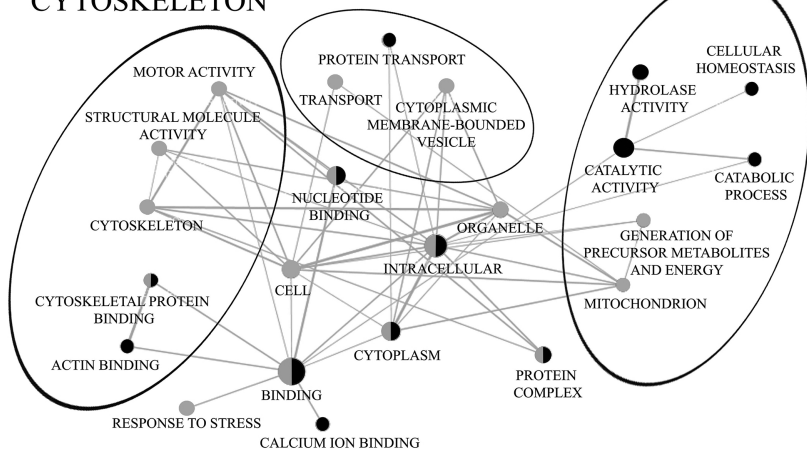 CYTOSKELETON
MOTOR ACTIVITY
STRUCTURAL MOLECULE
ACTIVITY
CYTOSKELETON
CYTOSKELETAL PROTEIN
BINDING
ACTIN BINDING
PROTEIN TRANSPORT
TRANSPORT
CYTOPLASMIC
MEMBRANE-BOUNDED
VESICLE
NUCLEOTIDE
BINDING
ORGANELLE
INTRACELLULAR
CELL
CYTOPLASM
BINDING
PROTEIN
COMPLEX
RESPONSE TO STRESS
CALCIUM ION BINDING
CELLULAR
HOMEOSTASIS
HYDROLASE
ACTIVITY
CATALYTIC
ACTIVITY
CATABOLIC
PROCESS
GENERATION OF
PRECURSOR METABOLITES
AND ENERGY
MITOCHONDRION